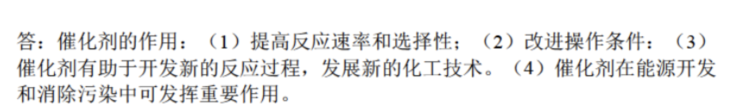 答：催化剂的作用：（1）提高反应速率和选择性；（2）改进操作条件：（3）
催化剂有助于开发新的反应过程，发展新的化工技术。（4）催化剂在能源开发
和消除污染中可发挥重要作用。